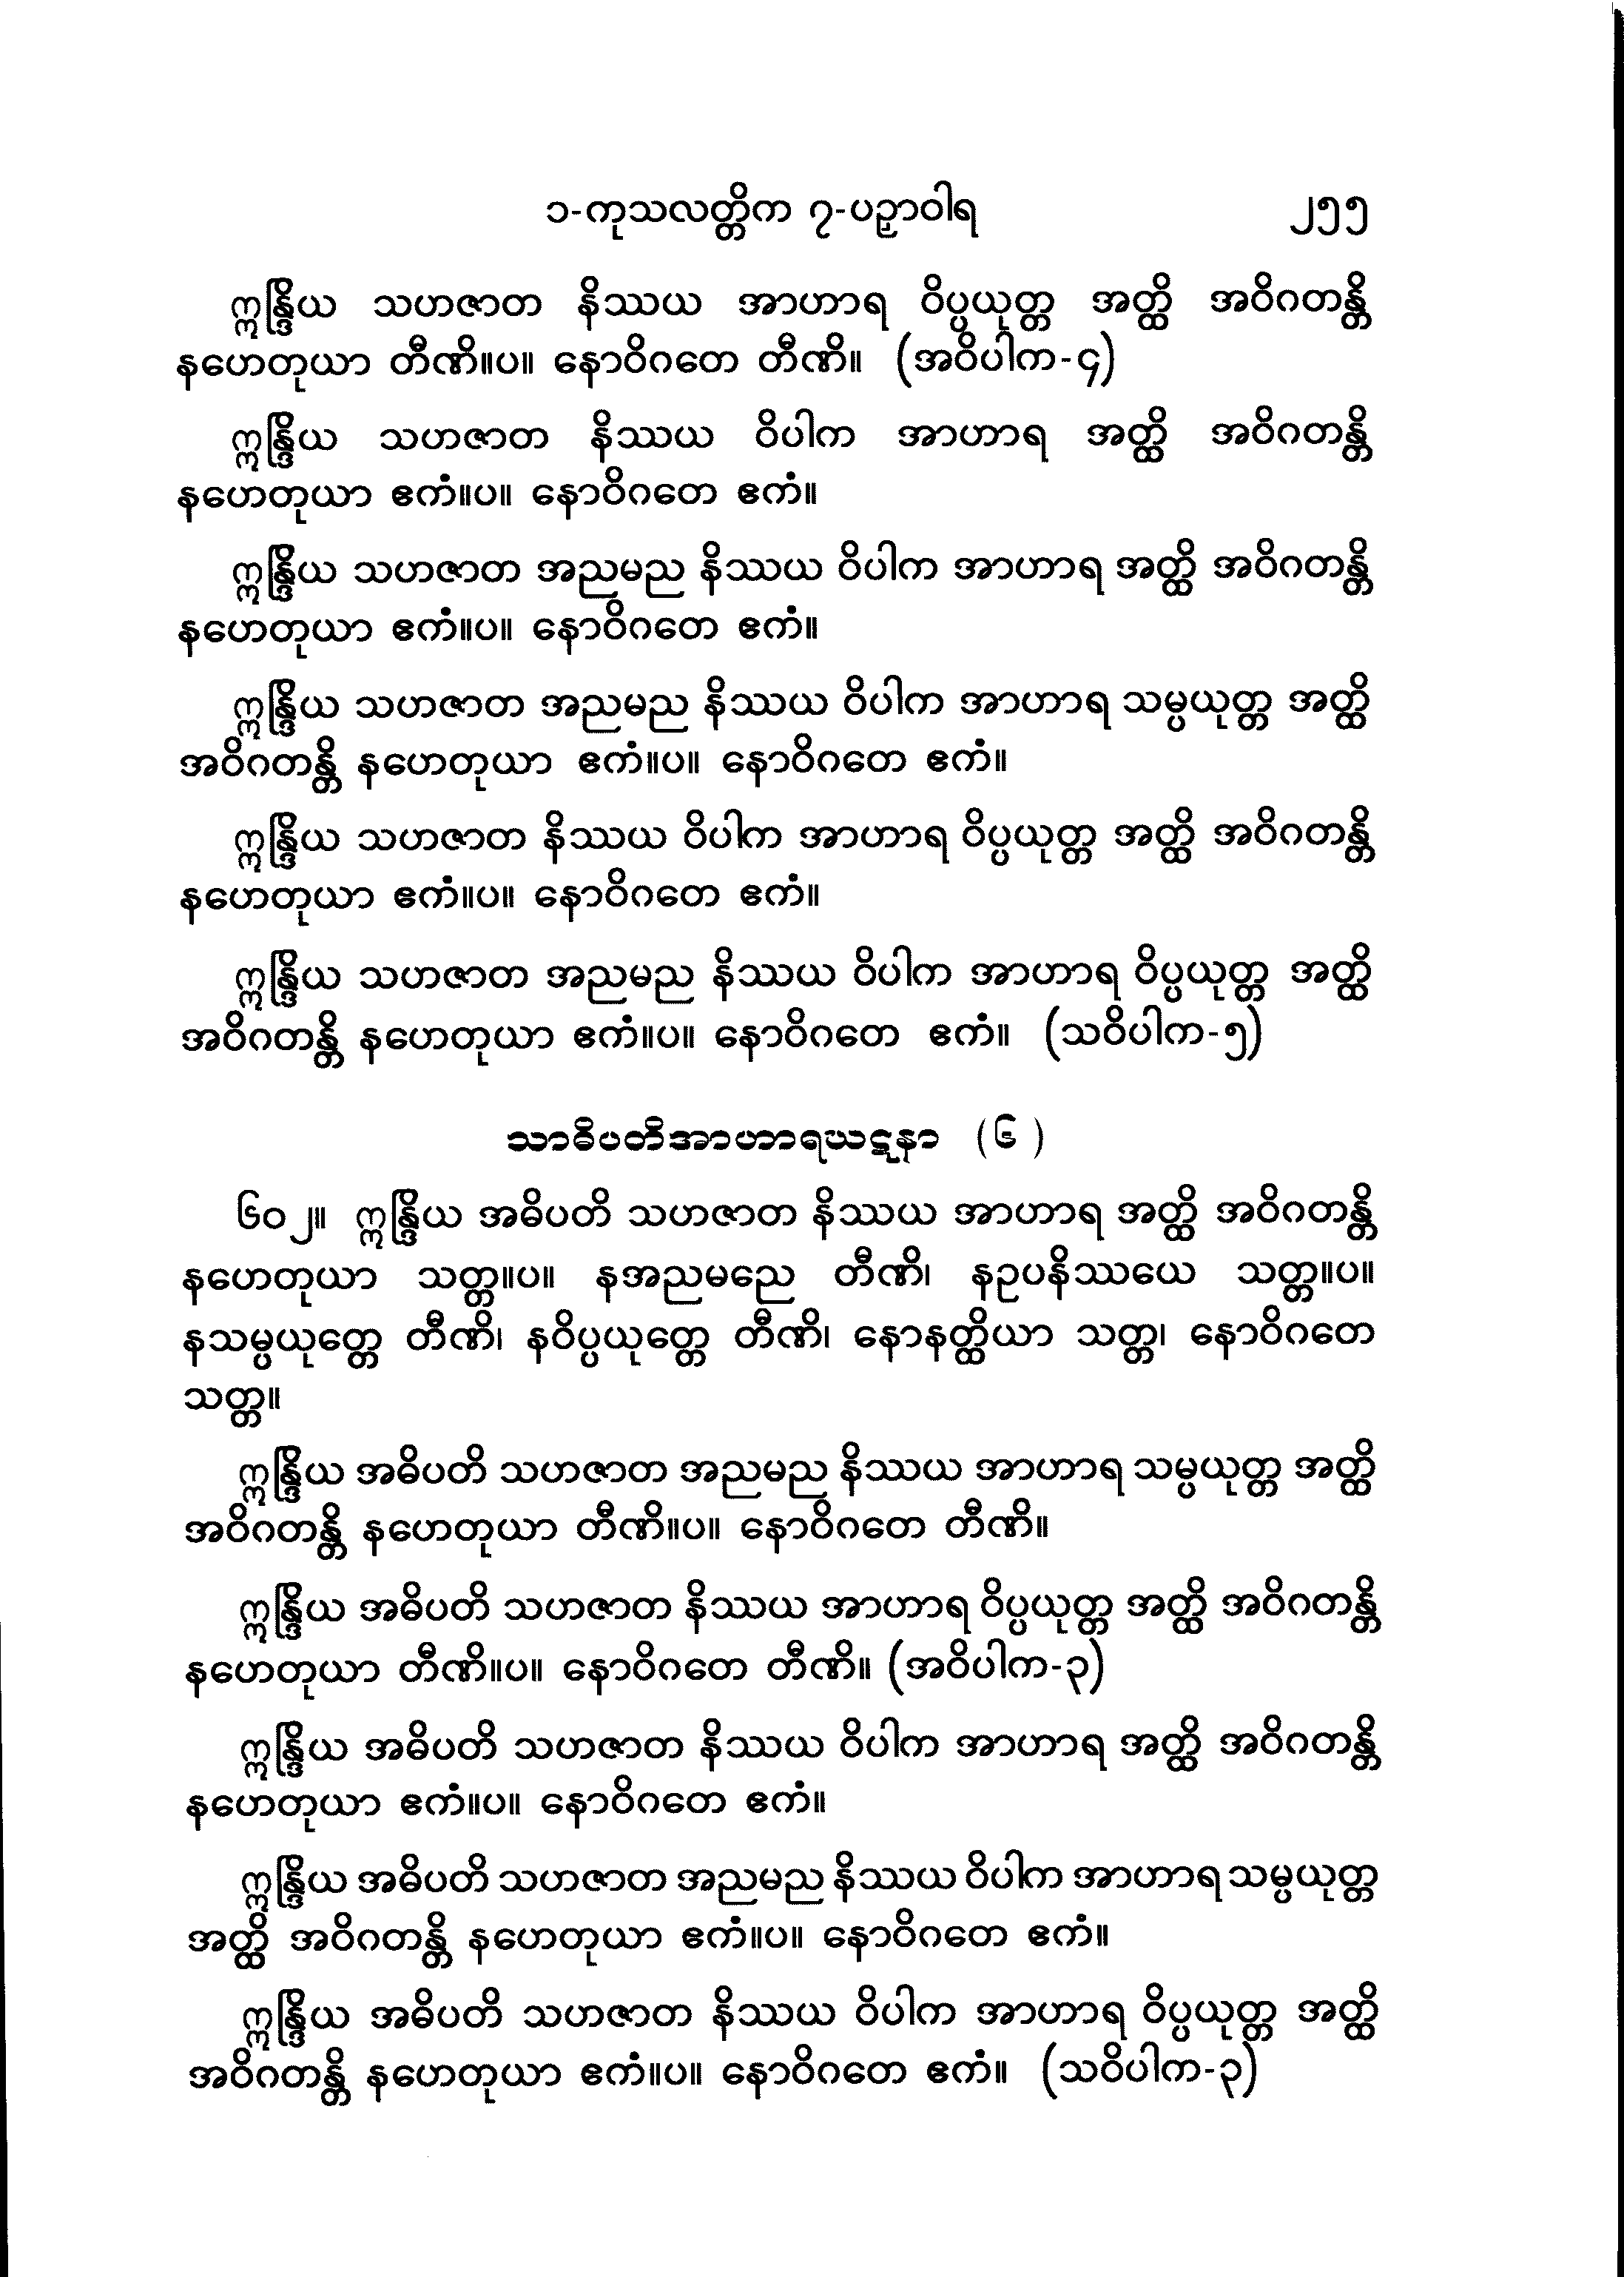 ၁-ကုသလတ္တိက ၇-ပဉှာဝါရ ၂၅၅
ဣန္ဒြိယ သဟဇာတ နိဿယ အာဟာရ ဝိပ္ပယုတ္တ အတ္ထိ အဝိဂတန္တိ
နဟေတုယာ တီဏိ။ပ။ နောဝိဂတေ တီဏိ။ (အဝိပါက-၄)
ဣန္ဒြိယ သဟဇာတ နိဿယ ဝိပါက အာဟာရ အတ္ထိ အဝိဂတန္တိ
နဟေတုယာ ဧကံ။ပ။ နောဝိဂတေ ဧကံ။
ဣန္ဒြိယ သဟဇာတ အညမည နိဿယ ဝိပါက အာဟာရ အတ္ထိ အဝိဂတန္တိ
နဟေတုယာ ဧကံ။ပ။ နောဝိဂတေ ဧကံ။
ဣန္ဒြိယ သဟဇာတ အညမည နိဿယ ဝိပါက အာဟာရ သမ္ပယုတ္တ အတ္ထိ
အဝိဂတန္တိ နဟေတုယာ ဧကံ။ပ။ နောဝိဂတေ ဧကံ။
ဣန္ဒြိယ သဟဇာတ နိဿယ ဝိပါက အာဟာရ ဝိပ္ပယုတ္တ အတ္ထိ အဝိဂတန္တိ
နဟေတုယာ ဧကံ။ပ။ နောဝိဂတေ ဧကံ။
ဣန္ဒြိယ သဟဇာတ အညမည နိဿယ ဝိပါက အာဟာရ ဝိပ္ပယုတ္တ အတ္ထိ
အဝိဂတန္တိ နဟေတုယာ ဧကံ။ပ။ နောဝိဂတေ ဧကံ။ (သဝိပါက-၅)
သာဓိပတိအာဟာရဃဋနာ (၆)
၆၀၂။ ဣန္ဒြိယ အဓိပတိ သဟဇာတ နိဿယ အာဟာရ အတ္ထိ အဝိဂတန္တိ
နဟေတုယာ သတ္တ။ပ။ နအညမညေ တီဏိ၊ နဥပနိဿယေ သတ္တ။ပ။
နသမ္ပယုတ္တေ တီဏိ၊ နဝိပ္ပယုတ္တေ တီဏိ၊ နောနတ္ထိယာ သတ္တ၊ နောဝိဂတေ
သတ္တ။
ဣန္ဒြိယ အဓိပတိ သဟဇာတ အညမည နိဿယ အာဟာရ သမ္ပယုတ္တ အတ္ထိ
အဝိဂတန္တိ နဟေတုယာ တီဏိ။ပ။ နောဝိဂတေ တီဏိ။
ဣန္ဒြိယ အဓိပတိ သဟဇာတ နိဿယ အာဟာရ ဝိပ္ပယုတ္တ အတ္ထိ အဝိဂတန္တိ
နဟေတုယာ တီဏိ။ပ။ နောဝိဂတေ တီဏိ။ (အဝိပါက-၃)
ဣန္ဒြိယ အဓိပတိ သဟဇာတ နိဿယ ဝိပါက အာဟာရ အတ္ထိ အဝိဂတန္တိ
နဟေတုယာ ဧကံ။ပ။ နောဝိဂတေ ဧကံ။
ဣန္ဒြိယ အဓိပတိ သဟဇာတ အညမည နိဿယ ဝိပါက အာဟာရ သမ္ပယုတ္တ
အတ္ထိ အဝိဂတန္တိ နဟေတုယာ ဧကံ။ပ။ နောဝိဂတေ ဧကံ။
ဣန္ဒြိယ အဓိပတိ သဟဇာတ နိဿယ ဝိပါက အာဟာရ ဝိပ္ပယုတ္တ အတ္ထိ
အဝိဂတန္တိ နဟေတုယာ ဧကံ။ပ။ နောဝိဂတေ ဧကံ။ (သဝိပါက-၃)